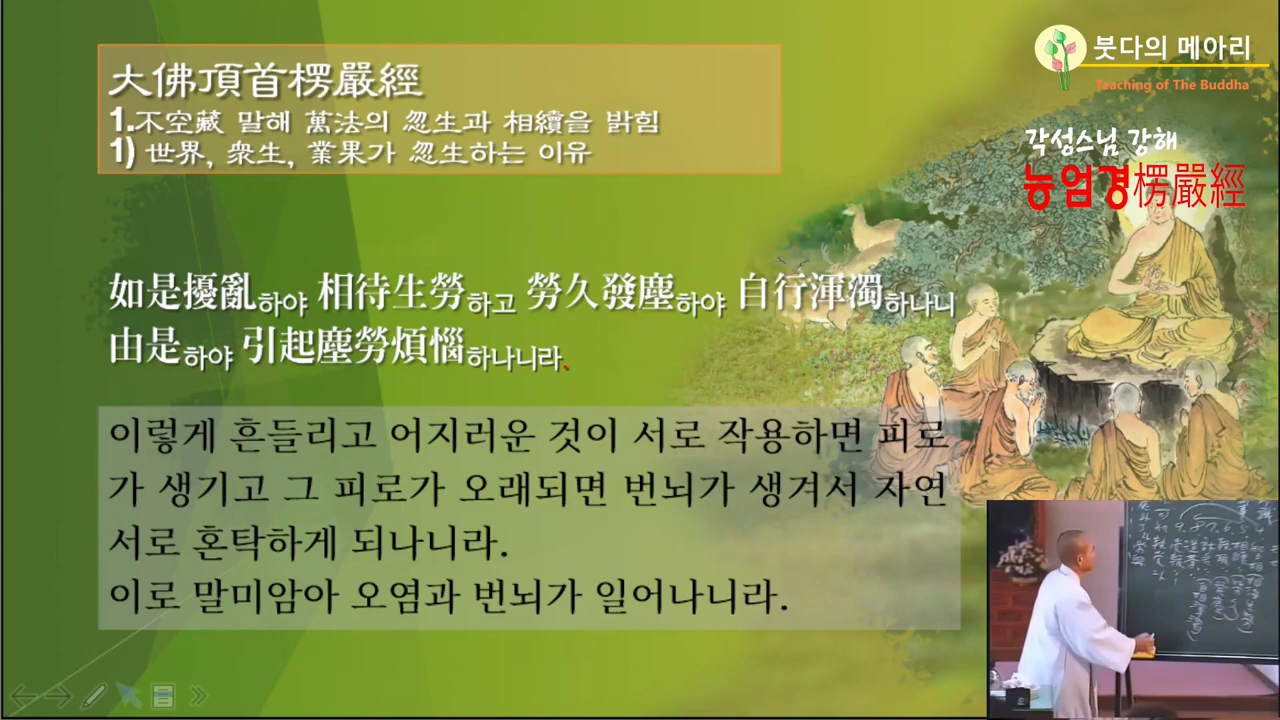 大佛頂首楞嚴經
1.不空藏 말해 萬法의 忽生과 相續을 밝힘
1) 世界, 衆生, 業果가 忽生하는 이유
붓다의 메아리
Teaching of The Buddha
각성스님 강해
능엄경楞嚴經
如是擾亂하야 相待生勞하고 勞久發塵하야 自行渾濁하나니
由是하야 引起塵勞煩惱하나니라.
이렇게 흔들리고 어지러운 것이 서로 작용하면 피로
가 생기고 그 피로가 오래되면 번뇌가 생겨서 자연
서로 혼탁하게 되나니라.
이로 말미암아 오염과 번뇌가 일어나니라.